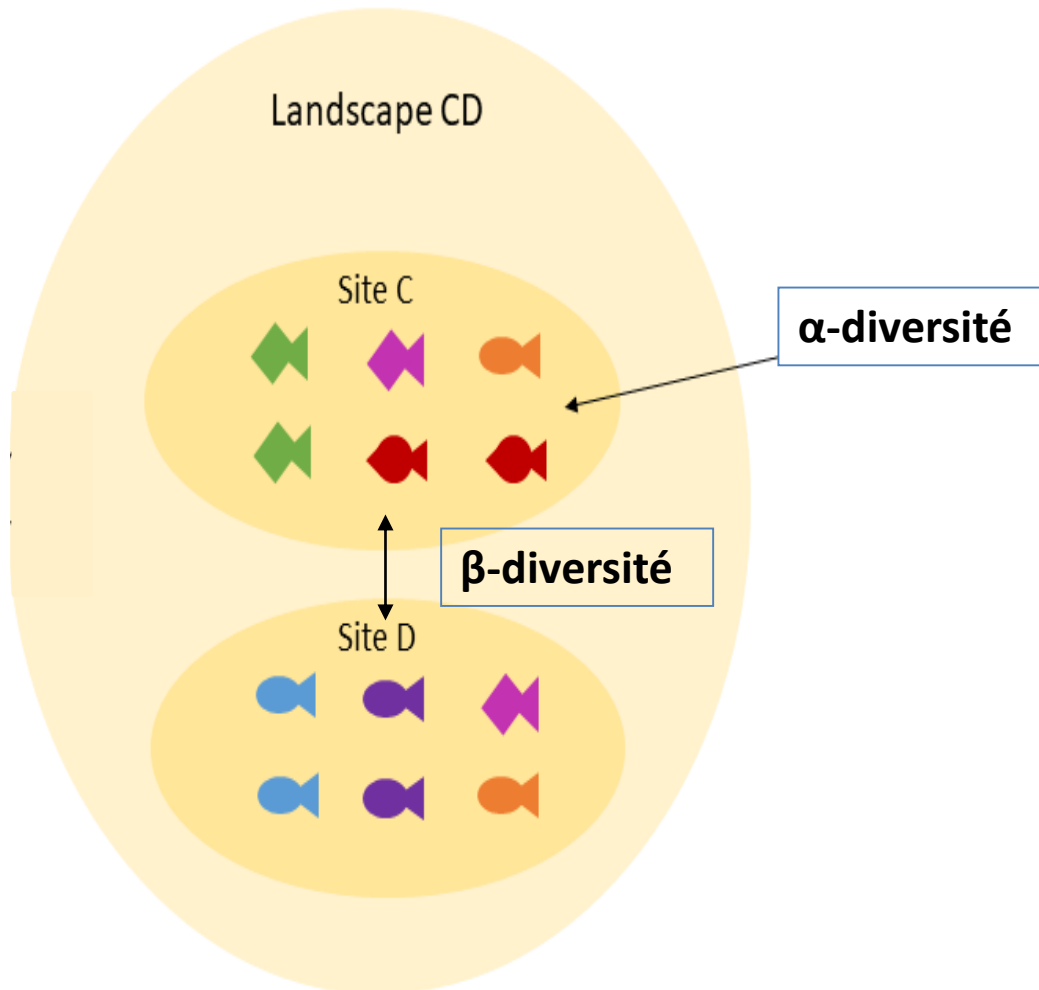 Landscape CD
Site C
α-diversité
β-diversité
Site D